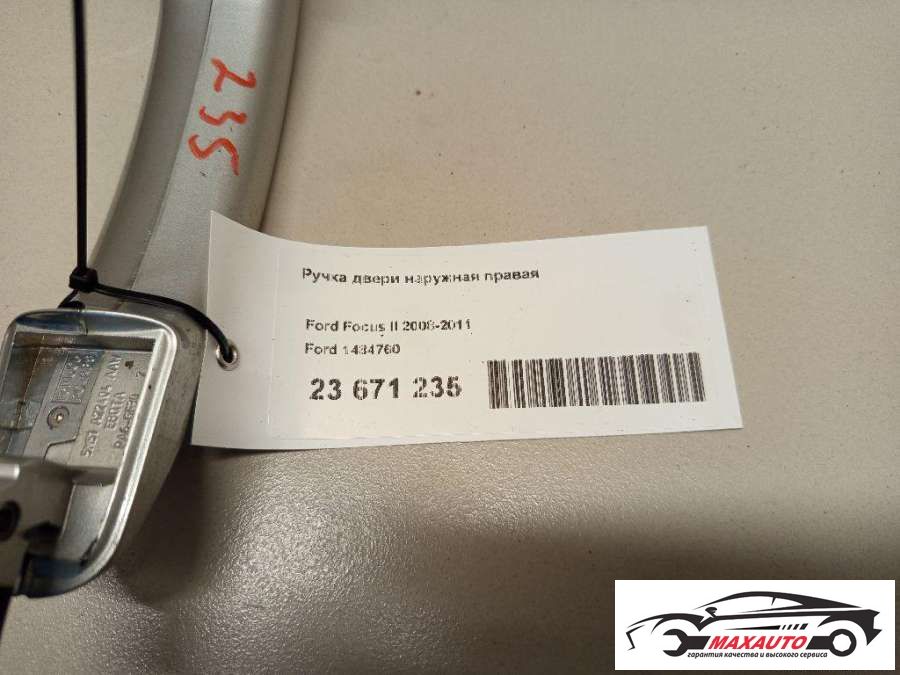 235
Ручка двери наружная правая
Ford Focus II 2008-2011
Ford 1434760
23 671 235
MAXAUTO
гарантия качества и высокого сервиса